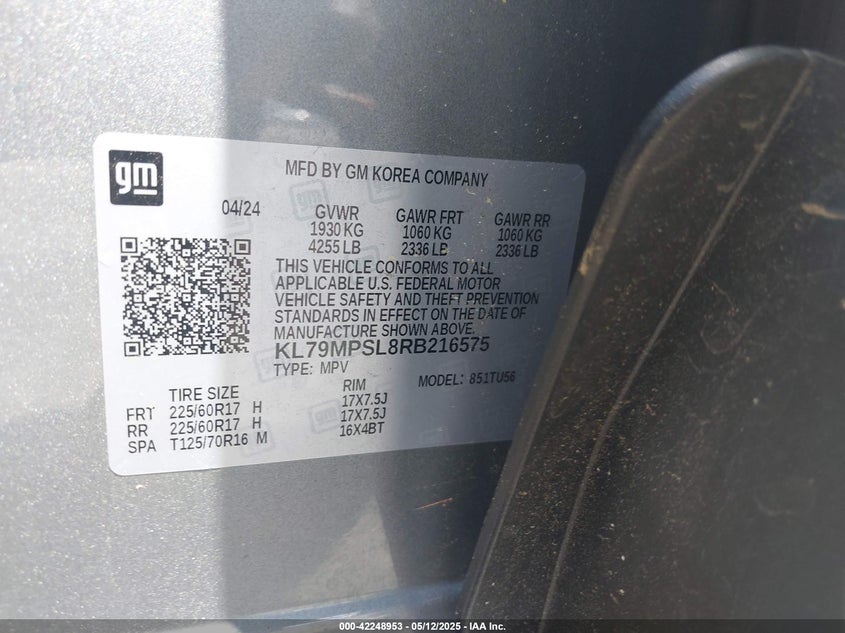 gm
MFD BY GM KOREA COMPANY
04/24 GVWR GAWR FRT GAWR RR
1930 KG 1060 KG 1060 KG
4255 LB 2336 LB 2336 LB
THIS VEHICLE CONFORMS TO ALL
APPLICABLE U.S. FEDERAL MOTOR
VEHICLE SAFETY AND THEFT PREVENTION
STANDARDS IN EFFECT ON THE DATE OF
MANUFACTURE SHOWN ABOVE.
KL79MPSL8RB216575
TYPE: MPV MODEL: 851TU56
TIRE SIZE RIM
FRT 225/60R17 H 17X7.5J
RR 225/60R17 H 17X7.5J
SPA T125/70R16 M 16X4BT
000-42248953 - 05/12/2025 - IAA Inc.